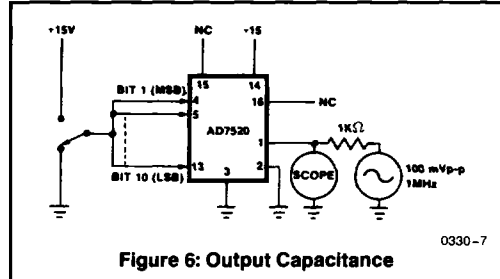 +15V
NC
+15
BIT 1 (MSB)
15
14
4
5
16
NC
AD7520
1
1KΩ
13
3
2
SCOPE
100 mVp-p
1MHz
BIT 10 (LSB)
0330-7
Figure 6: Output Capacitance